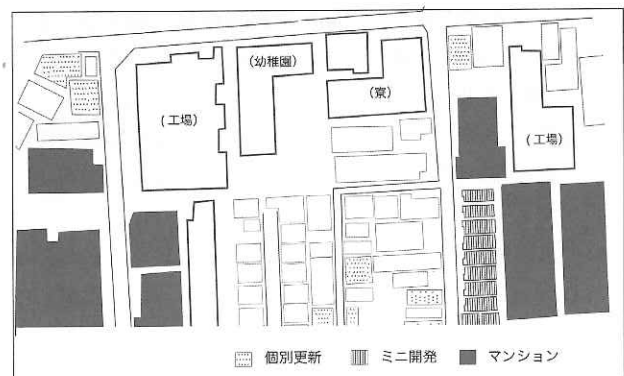 (幼稚園)
(工場)
(寮)
(工場)
個別更新 ミニ開発 マンション